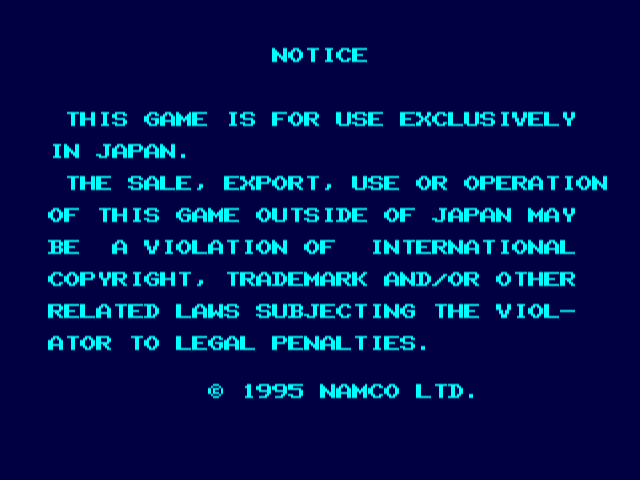 NOTICE
THIS GAME IS FOR USE EXCLUSIVELY
IN JAPAN.
THE SALE, EXPORT, USE OR OPERATION
OF THIS GAME OUTSIDE OF JAPAN MAY
BE A VIOLATION OF INTERNATIONAL
COPYRIGHT, TRADEMARK AND/OR OTHER
RELATED LAWS SUBJECTING THE VIOL-
ATOR TO LEGAL PENALTIES.
© 1995 NAMCO LTD.